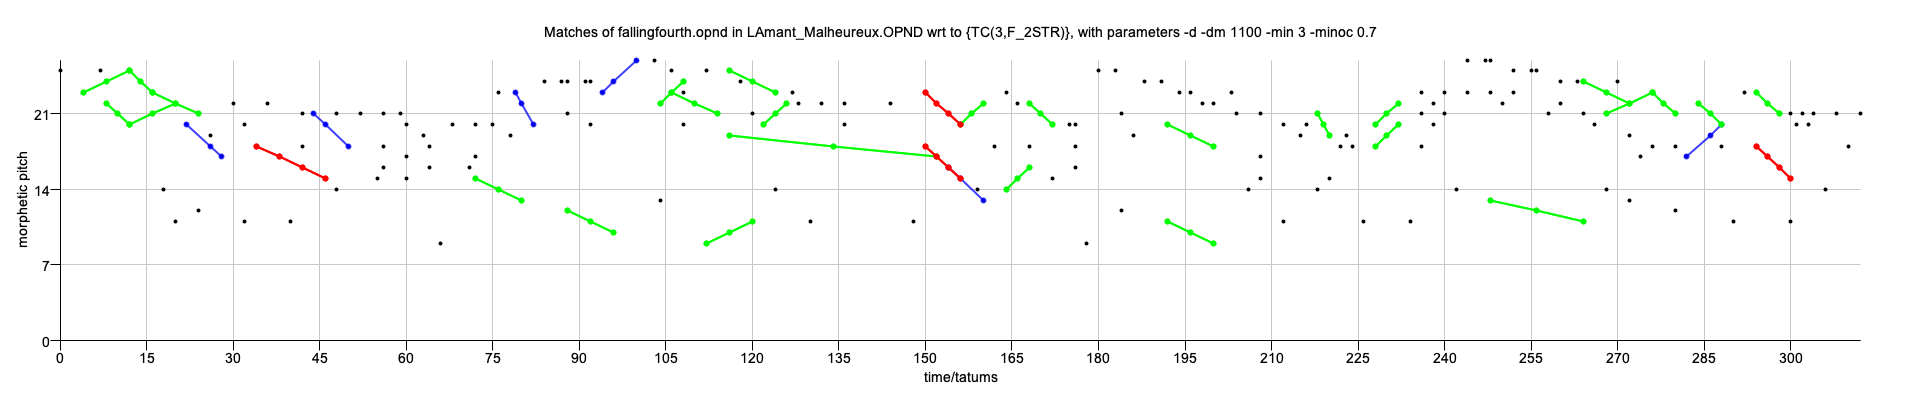 Matches of fallingfourth.opnd in LAmant_Malheureux.OPND wrt to {TC(3,F_2STR)}, with parameters -d -dm 1100 -min 3 -minoc 0.7
morphetic pitch
21
14
7
0
0 15 30 45 60 75 90 105 120 135 150 165 180 195 210 225 240 255 270 285 300
time/tatums